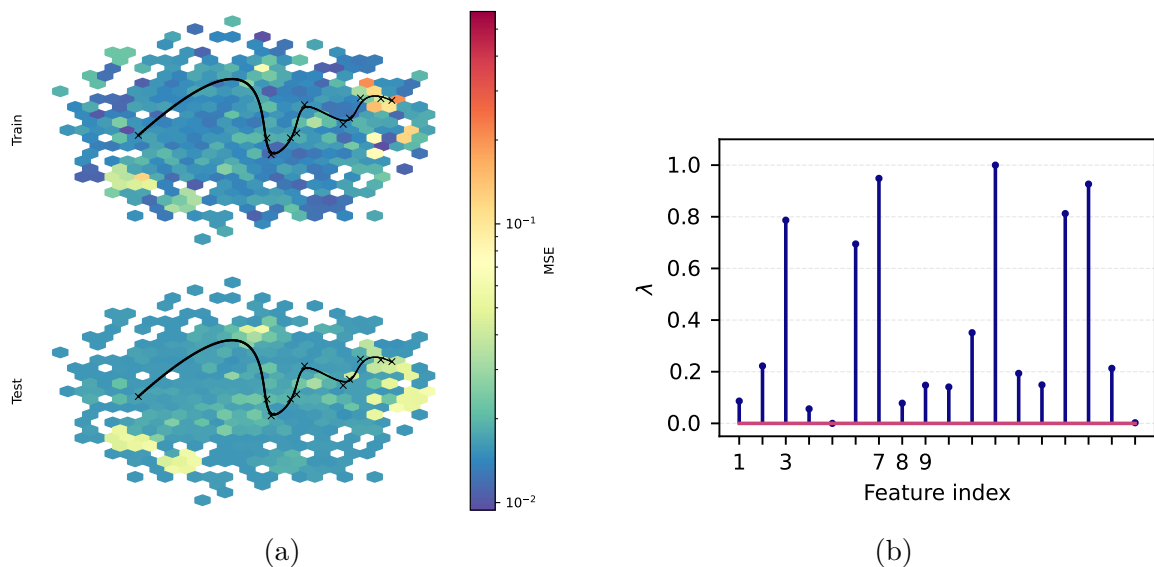 Train
Test
10⁻¹
10⁻²
MSE
(a)
1.0
0.8
0.6
0.4
0.2
0.0
λ
1 3 7 8 9
Feature index
(b)